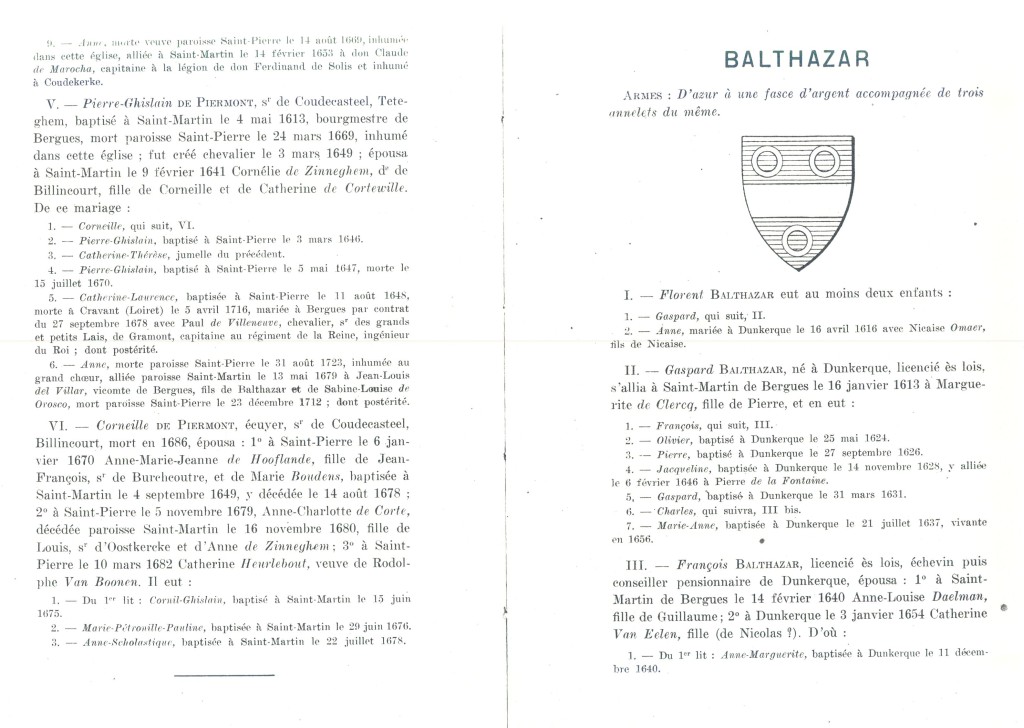 9. — Anne, morte veuve paroisse Saint-Pierre le 14 août 1669, inhumée
dans cette église, alliée à Saint-Martin le 14 février 1653 à don Claude
de Marocha, capitaine à la légion de don Ferdinand de Solis et inhumé
à Coudekerke.
V. — Pierre-Ghislain DE PIERMONT, sʳ de Coudecasteel, Tete-
ghem, baptisé à Saint-Martin le 4 mai 1613, bourgmestre de
Bergues, mort paroisse Saint-Pierre le 24 mars 1669, inhumé
dans cette église ; fut créé chevalier le 3 mars 1649 ; épousa
à Saint-Martin le 9 février 1641 Cornélie de Zinneghem, dᵉ de
Billincourt, fille de Corneille et de Catherine de Cortewille.
De ce mariage :
1. — Corneille, qui suit, VI.
2. — Pierre-Ghislain, baptisé à Saint-Pierre le 3 mars 1646.
3. — Catherine-Thérèse, jumelle du précédent.
4. — Pierre-Ghislain, baptisé à Saint-Pierre le 5 mai 1647, morte le
15 juillet 1670.
5. — Catherine-Laurence, baptisée à Saint-Pierre le 11 août 1648,
morte à Cravant (Loiret) le 5 avril 1716, mariée à Bergues par contrat
du 27 septembre 1678 avec Paul de Villeneuve, chevalier, sʳ des grands
et petits Lais, de Gramont, capitaine au régiment de la Reine, ingénieur
du Roi ; dont postérité.
6. — Anne, morte paroisse Saint-Pierre le 31 août 1723, inhumée au
grand chœur, alliée paroisse Saint-Martin le 13 mai 1679 à Jean-Louis
del Villar, vicomte de Bergues, fils de Balthazar et de Sabine-Louise de
Orosco, mort paroisse Saint-Pierre le 23 décembre 1712 ; dont postérité.
VI. — Corneille DE PIERMONT, écuyer, sʳ de Coudecasteel,
Billincourt, mort en 1686, épousa : 1° à Saint-Pierre le 6 jan-
vier 1670 Anne-Marie-Jeanne de Hooflande, fille de Jean-
François, sʳ de Burchcoutre, et de Marie Boudens, baptisée à
Saint-Martin le 4 septembre 1649, y décédée le 14 août 1678 ;
2° à Saint-Pierre le 5 novembre 1679, Anne-Charlotte de Corte,
décédée paroisse Saint-Martin le 16 novembre 1680, fille de
Louis, sʳ d'Oostkercke et d'Anne de Zinneghem ; 3° à Saint-
Pierre le 10 mars 1682 Catherine Heurlebout, veuve de Rodol-
phe Van Boonen. Il eut :
1. — Du 1ᵉʳ lit : Cornil-Ghislain, baptisé à Saint-Martin le 15 juin
1675.
2. — Marie-Pétronille-Pauline, baptisée à Saint-Martin le 29 juin 1676.
3. — Anne-Scholastique, baptisée à Saint-Martin le 22 juillet 1678.
BALTHAZAR
ARMES : D'azur à une fasce d'argent accompagnée de trois
annelets du même.
I. — Florent BALTHAZAR eut au moins deux enfants :
1. — Gaspard, qui suit, II.
2. — Anne, mariée à Dunkerque le 16 avril 1616 avec Nicaise Omaer,
fils de Nicaise.
II. — Gaspard BALTHAZAR, né à Dunkerque, licencié ès lois,
s'allia à Saint-Martin de Bergues le 16 janvier 1613 à Margue-
rite de Clercq, fille de Pierre, et en eut :
1. — François, qui suit, III.
2. — Olivier, baptisé à Dunkerque le 25 mai 1624.
3. — Pierre, baptisé à Dunkerque le 27 septembre 1626.
4. — Jacqueline, baptisée à Dunkerque le 14 novembre 1628, y alliée
le 6 février 1646 à Pierre de la Fontaine.
5, — Gaspard, baptisé à Dunkerque le 31 mars 1631.
6. — Charles, qui suivra, III bis.
7. — Marie-Anne, baptisée à Dunkerque le 21 juillet 1637, vivante
en 1656.
III. — François BALTHAZAR, licencié ès lois, échevin puis
conseiller pensionnaire de Dunkerque, épousa : 1° à Saint-
Martin de Bergues le 14 février 1640 Anne-Louise Daelman,
fille de Guillaume ; 2° à Dunkerque le 3 janvier 1654 Catherine
Van Eelen, fille (de Nicolas ?). D'où :
1. — Du 1ᵉʳ lit : Anne-Marguerite, baptisée à Dunkerque le 11 décem-
bre 1640.